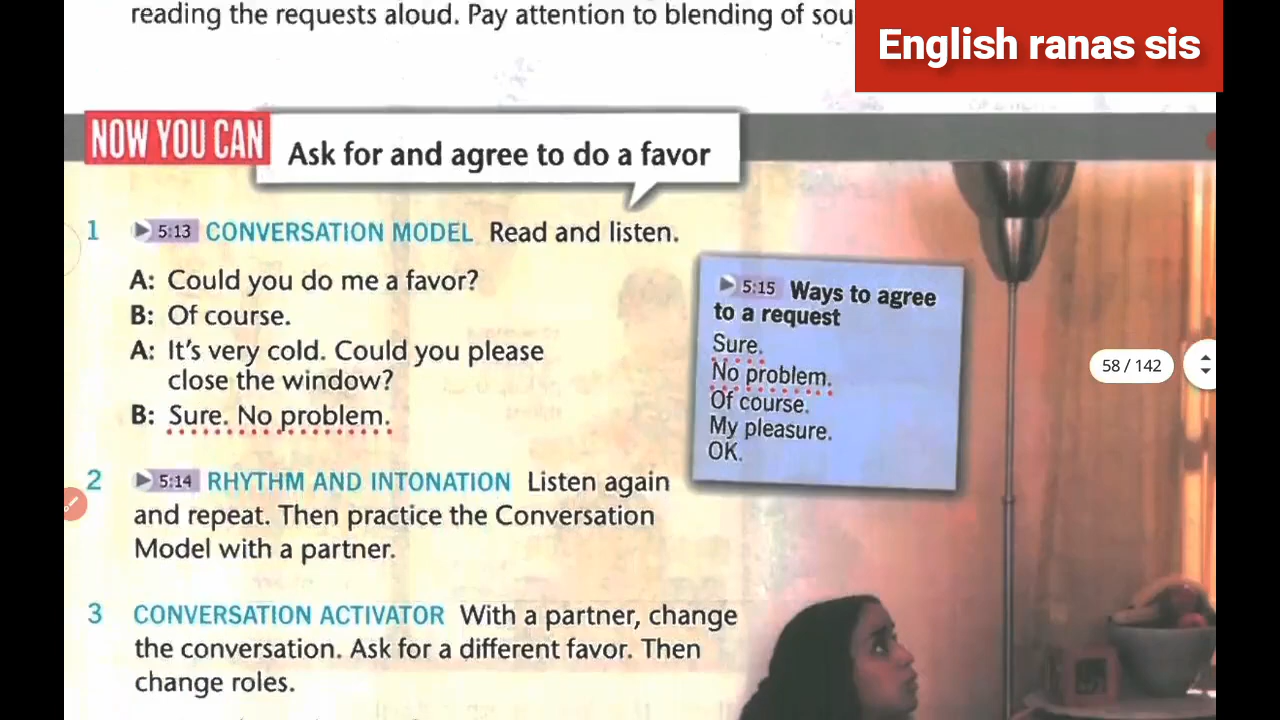 reading the requests aloud. Pay attention to blending of sou
English ranas sis
NOW YOU CAN
Ask for and agree to do a favor
1 5:13 CONVERSATION MODEL Read and listen.
A: Could you do me a favor?
B: Of course.
A: It's very cold. Could you please
close the window?
B: Sure. No problem.
5:15 Ways to agree
to a request
Sure.
No problem.
Of course.
My pleasure.
OK.
58 / 142
2 5:14 RHYTHM AND INTONATION Listen again
and repeat. Then practice the Conversation
Model with a partner.
3 CONVERSATION ACTIVATOR With a partner, change
the conversation. Ask for a different favor. Then
change roles.